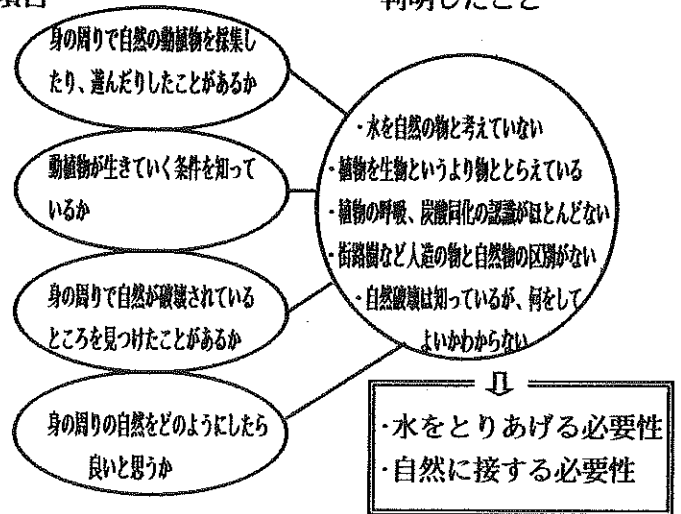 項目
判明したこと
身の周りで自然の動植物を採集し
たり、遊んだりしたことがあるか
動植物が生きていく条件を知って
いるか
身の周りで自然が破壊されている
ところを見つけたことがあるか
身の周りの自然をどのようにしたら
良いと思うか
・水を自然の物と考えていない
・植物を生物というより物ととらえている
・植物の呼吸、炭酸同化の認識がほとんどない
・街路樹など人造の物と自然物の区別がない
・自然破壊は知っているが、何をして
よいかわからない
・水をとりあげる必要性
・自然に接する必要性